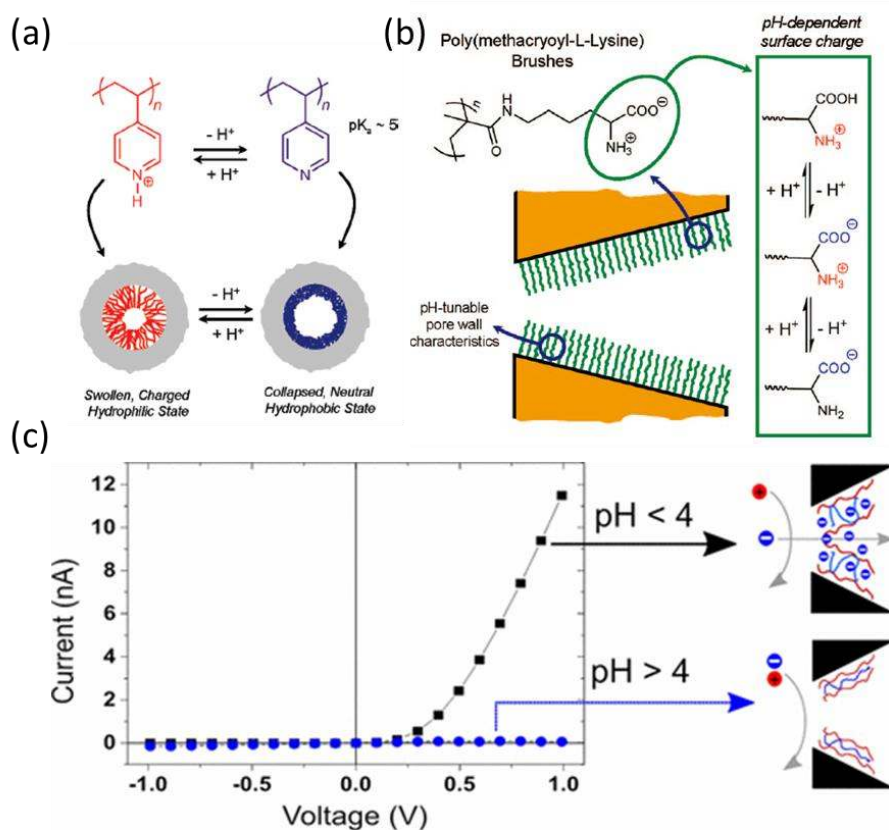 (a)
n
n
- H⁺
+ H⁺
pKₐ ~ 5
N
⊕
H
N
- H⁺
+ H⁺
Swollen, Charged
Hydrophilic State
Collapsed, Neutral
Hydrophobic State
(b)
Poly(methacryoyl-L-Lysine)
Brushes
n
H
N
O
COO⊖
NH₃
⊕
pH-tunable
pore wall
characteristics
pH-dependent
surface charge
COOH
⊕
NH₃
+ H⁺
- H⁺
COO⊖
⊕
NH₃
+ H⁺
- H⁺
COO⊖
NH₂
(c)
Current (nA)
12
10
8
6
4
2
0
-1.0
-0.5
0.0
0.5
1.0
Voltage (V)
pH < 4
pH > 4